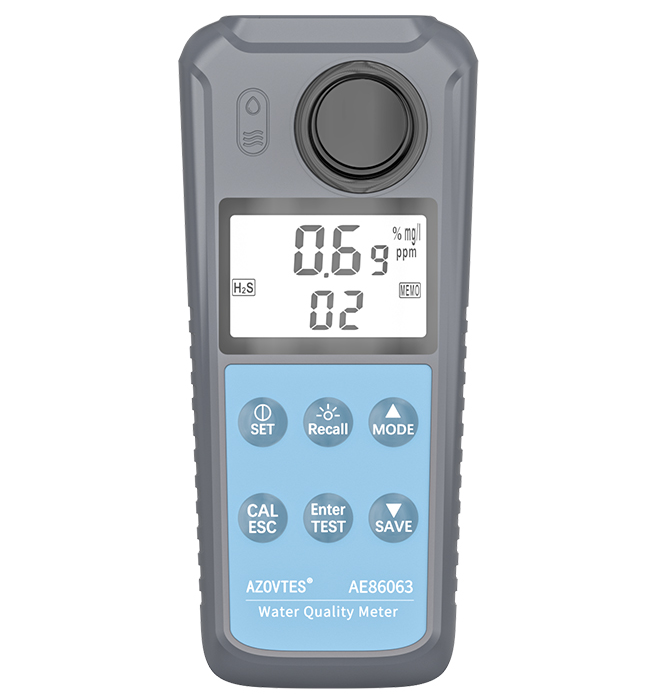 0.69
% mg/l
ppm
H₂S
MEMO
02
SET
Recall
MODE
CAL
ESC
Enter
TEST
SAVE
AZOVTES® AE86063
Water Quality Meter